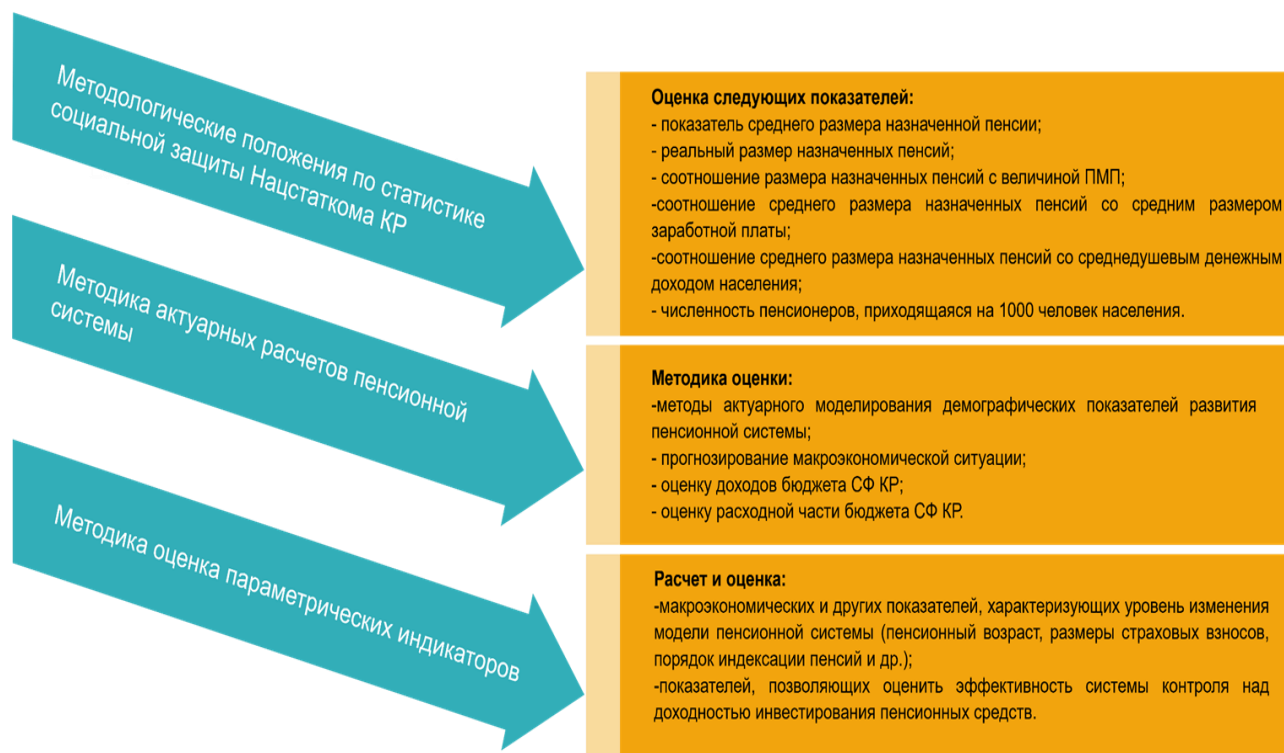 Методологические положения по статистике
социальной защиты Нацстаткома КР
Оценка следующих показателей:
- показатель среднего размера назначенной пенсии;
- реальный размер назначенных пенсий;
- соотношение размера назначенных пенсий с величиной ПМП;
-соотношение среднего размера назначенных пенсий со средним размером
заработной платы;
-соотношение среднего размера назначенных пенсий со среднедушевым денежным
доходом населения;
- численность пенсионеров, приходящаяся на 1000 человек населения.
Методика актуарных расчетов пенсионной
системы
Методика оценки:
-методы актуарного моделирования демографических показателей развития
пенсионной системы;
- прогнозирование макроэкономической ситуации;
- оценку доходов бюджета СФ КР;
- оценку расходной части бюджета СФ КР.
Методика оценка параметрических индикаторов
Расчет и оценка:
-макроэкономических и других показателей, характеризующих уровень изменения
модели пенсионной системы (пенсионный возраст, размеры страховых взносов,
порядок индексации пенсий и др.);
-показателей, позволяющих оценить эффективность системы контроля над
доходностью инвестирования пенсионных средств.